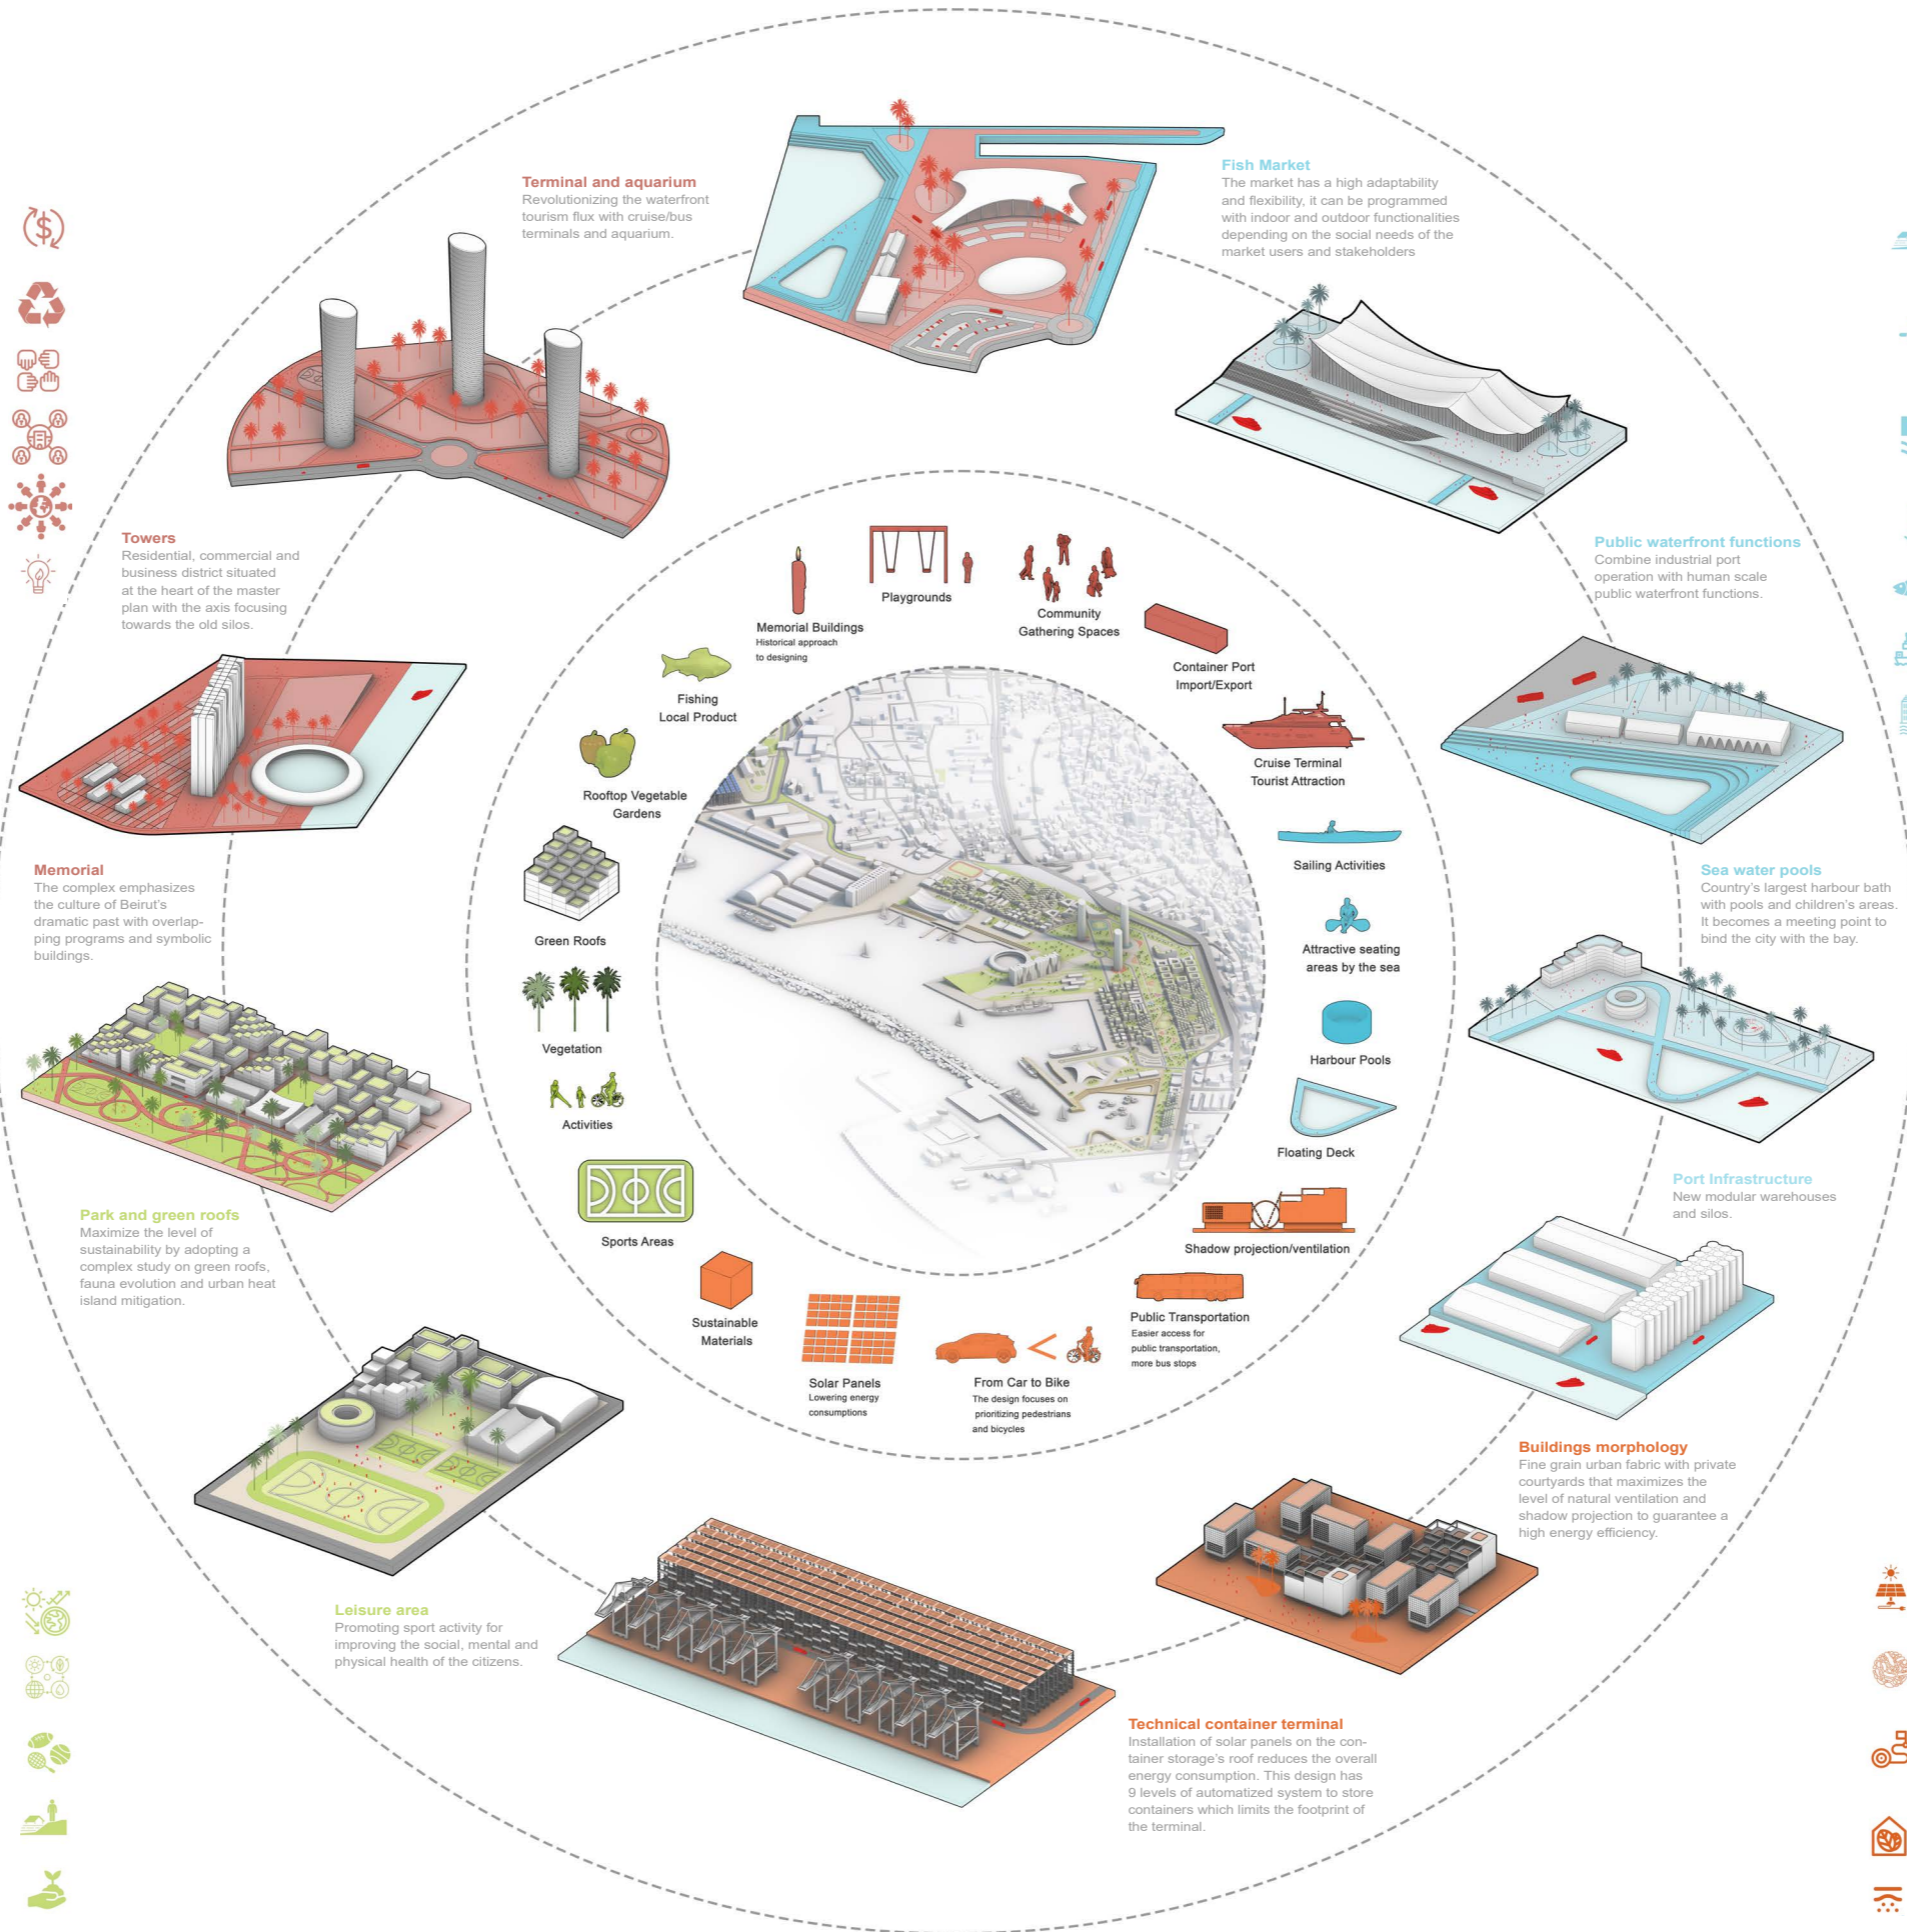 Terminal and aquarium
Revolutionizing the waterfront
tourism flux with cruise/bus
terminals and aquarium.
Fish Market
The market has a high adaptability
and flexibility, it can be programmed
with indoor and outdoor functionalities
depending on the social needs of the
market users and stakeholders
Towers
Residential, commercial and
business district situated
at the heart of the master
plan with the axis focusing
towards the old silos.
Public waterfront functions
Combine industrial port
operation with human scale
public waterfront functions.
Memorial
The complex emphasizes
the culture of Beirut's
dramatic past with overlap-
ping programs and symbolic
buildings.
Sea water pools
Country's largest harbour bath
with pools and children's areas.
It becomes a meeting point to
bind the city with the bay.
Park and green roofs
Maximize the level of
sustainability by adopting a
complex study on green roofs,
fauna evolution and urban heat
island mitigation.
Port Infrastructure
New modular warehouses
and silos.
Leisure area
Promoting sport activity for
improving the social, mental and
physical health of the citizens.
Buildings morphology
Fine grain urban fabric with private
courtyards that maximizes the
level of natural ventilation and
shadow projection to guarantee a
high energy efficiency.
Technical container terminal
Installation of solar panels on the con-
tainer storage's roof reduces the overall
energy consumption. This design has
9 levels of automatized system to store
containers which limits the footprint of
the terminal.
Playgrounds
Community
Gathering Spaces
Container Port
Import/Export
Cruise Terminal
Tourist Attraction
Sailing Activities
Attractive seating
areas by the sea
Harbour Pools
Floating Deck
Shadow projection/ventilation
Public Transportation
Easier access for
public transportation,
more bus stops
From Car to Bike
The design focuses on
prioritizing pedestrians
and bicycles
Solar Panels
Lowering energy
consumptions
Sustainable
Materials
Sports Areas
Activities
Vegetation
Green Roofs
Rooftop Vegetable
Gardens
Fishing
Local Product
Memorial Buildings
Historical approach
to designing